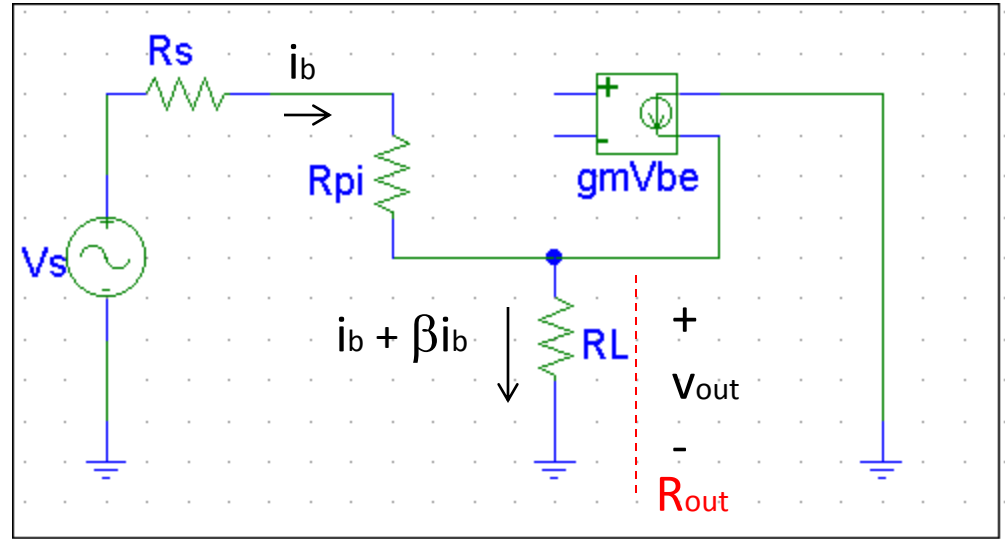 Rs
ib
+
-
Rpi
gmVbe
+
-
Vs
ib + βib
RL
+
vout
-
Rout